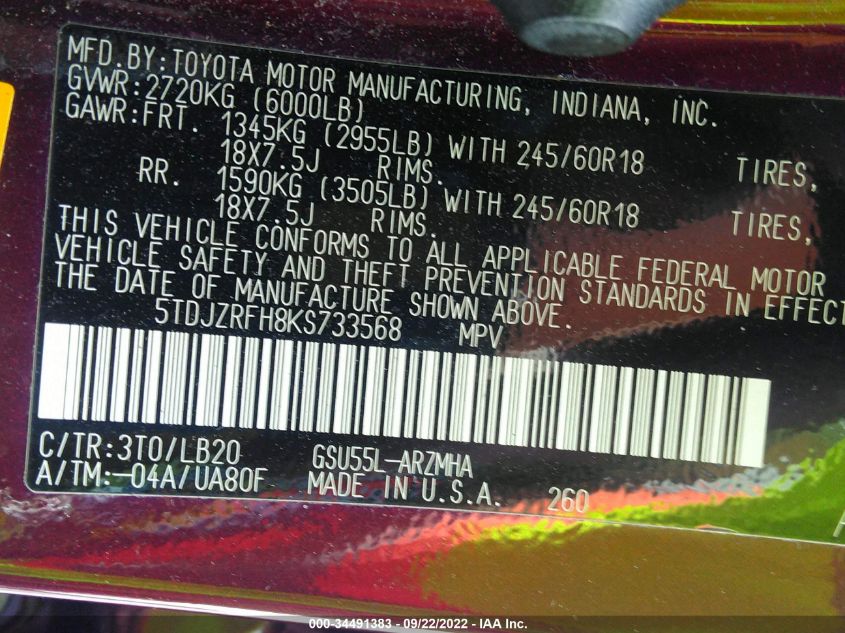 MFD. BY: TOYOTA MOTOR MANUFACTURING, INDIANA, INC.
GVWR: 2720KG (6000LB)
GAWR: FRT. 1345KG (2955LB) WITH 245/60R18 TIRES,
18X7.5J RIMS.
RR. 1590KG (3505LB) WITH 245/60R18 TIRES,
18X7.5J RIMS.
THIS VEHICLE CONFORMS TO ALL APPLICABLE FEDERAL MOTOR
VEHICLE SAFETY AND THEFT PREVENTION STANDARDS IN EFFECT
THE DATE OF MANUFACTURE SHOWN ABOVE.
5TDJZRFH8KS733568 MPV
C/TR: 3T0/LB20 GSU55L-ARZMHA
A/TM: -04A/UA80F MADE IN U.S.A. 260
000 - 34491383 - 09/22/2022 - IAA Inc.